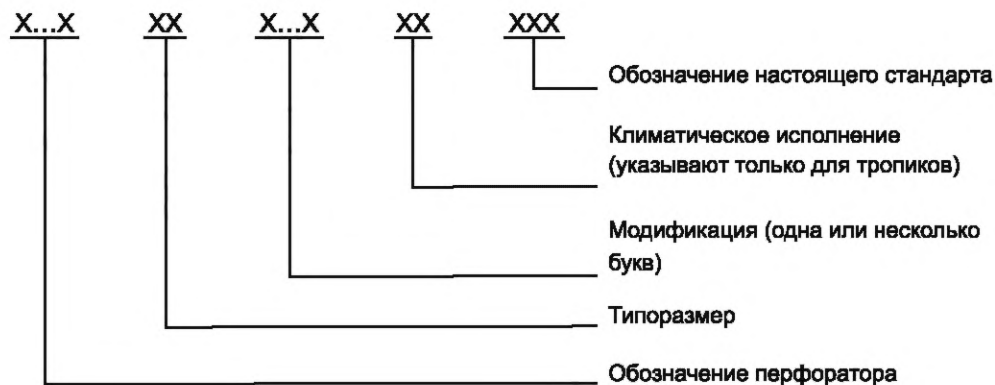 Х...Х ХХ Х...Х ХХ ХХХ
Обозначение настоящего стандарта
Климатическое исполнение
(указывают только для тропиков)
Модификация (одна или несколько
букв)
Типоразмер
Обозначение перфоратора